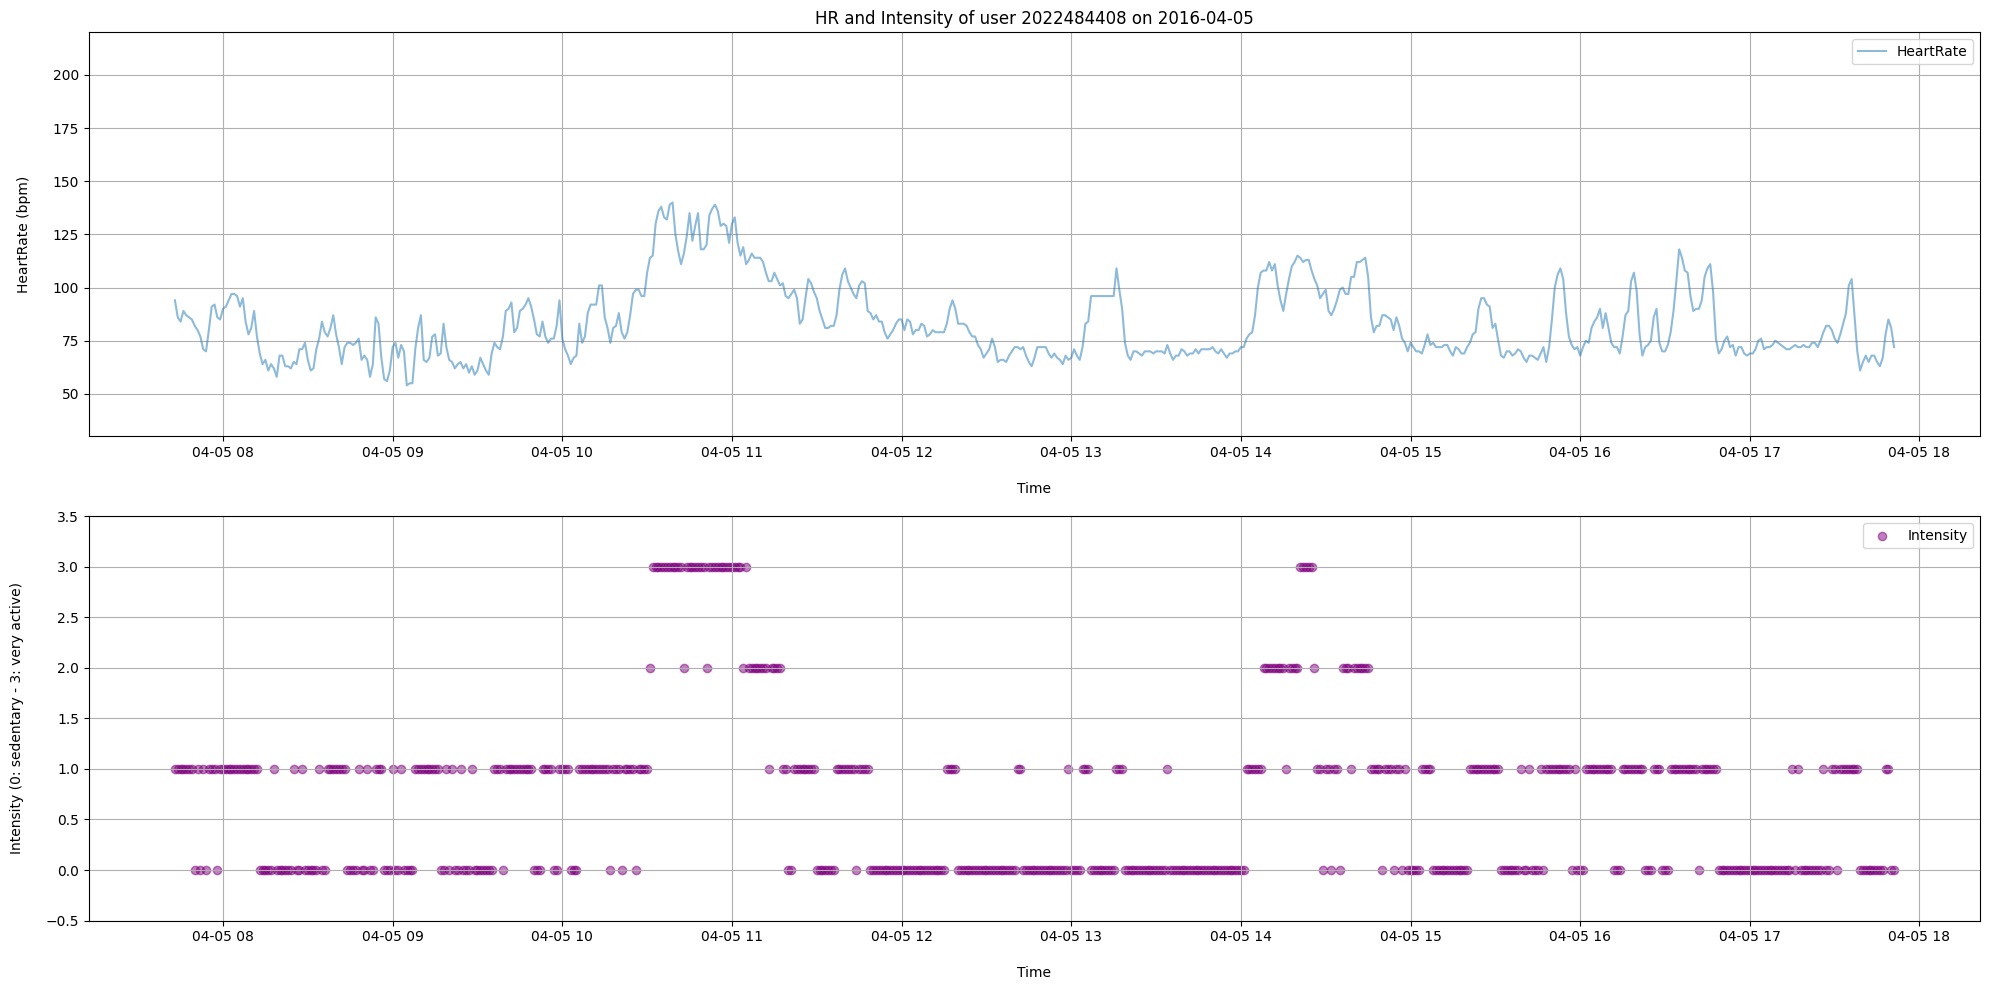 HR and Intensity of user 2022484408 on 2016-04-05
HeartRate
200
175
150
125
100
75
50
HeartRate (bpm)
04-05 08 04-05 09 04-05 10 04-05 11 04-05 12 04-05 13 04-05 14 04-05 15 04-05 16 04-05 17 04-05 18
Time
Intensity
3.5
3.0
2.5
2.0
1.5
1.0
0.5
0.0
−0.5
Intensity (0: sedentary - 3: very active)
04-05 08 04-05 09 04-05 10 04-05 11 04-05 12 04-05 13 04-05 14 04-05 15 04-05 16 04-05 17 04-05 18
Time